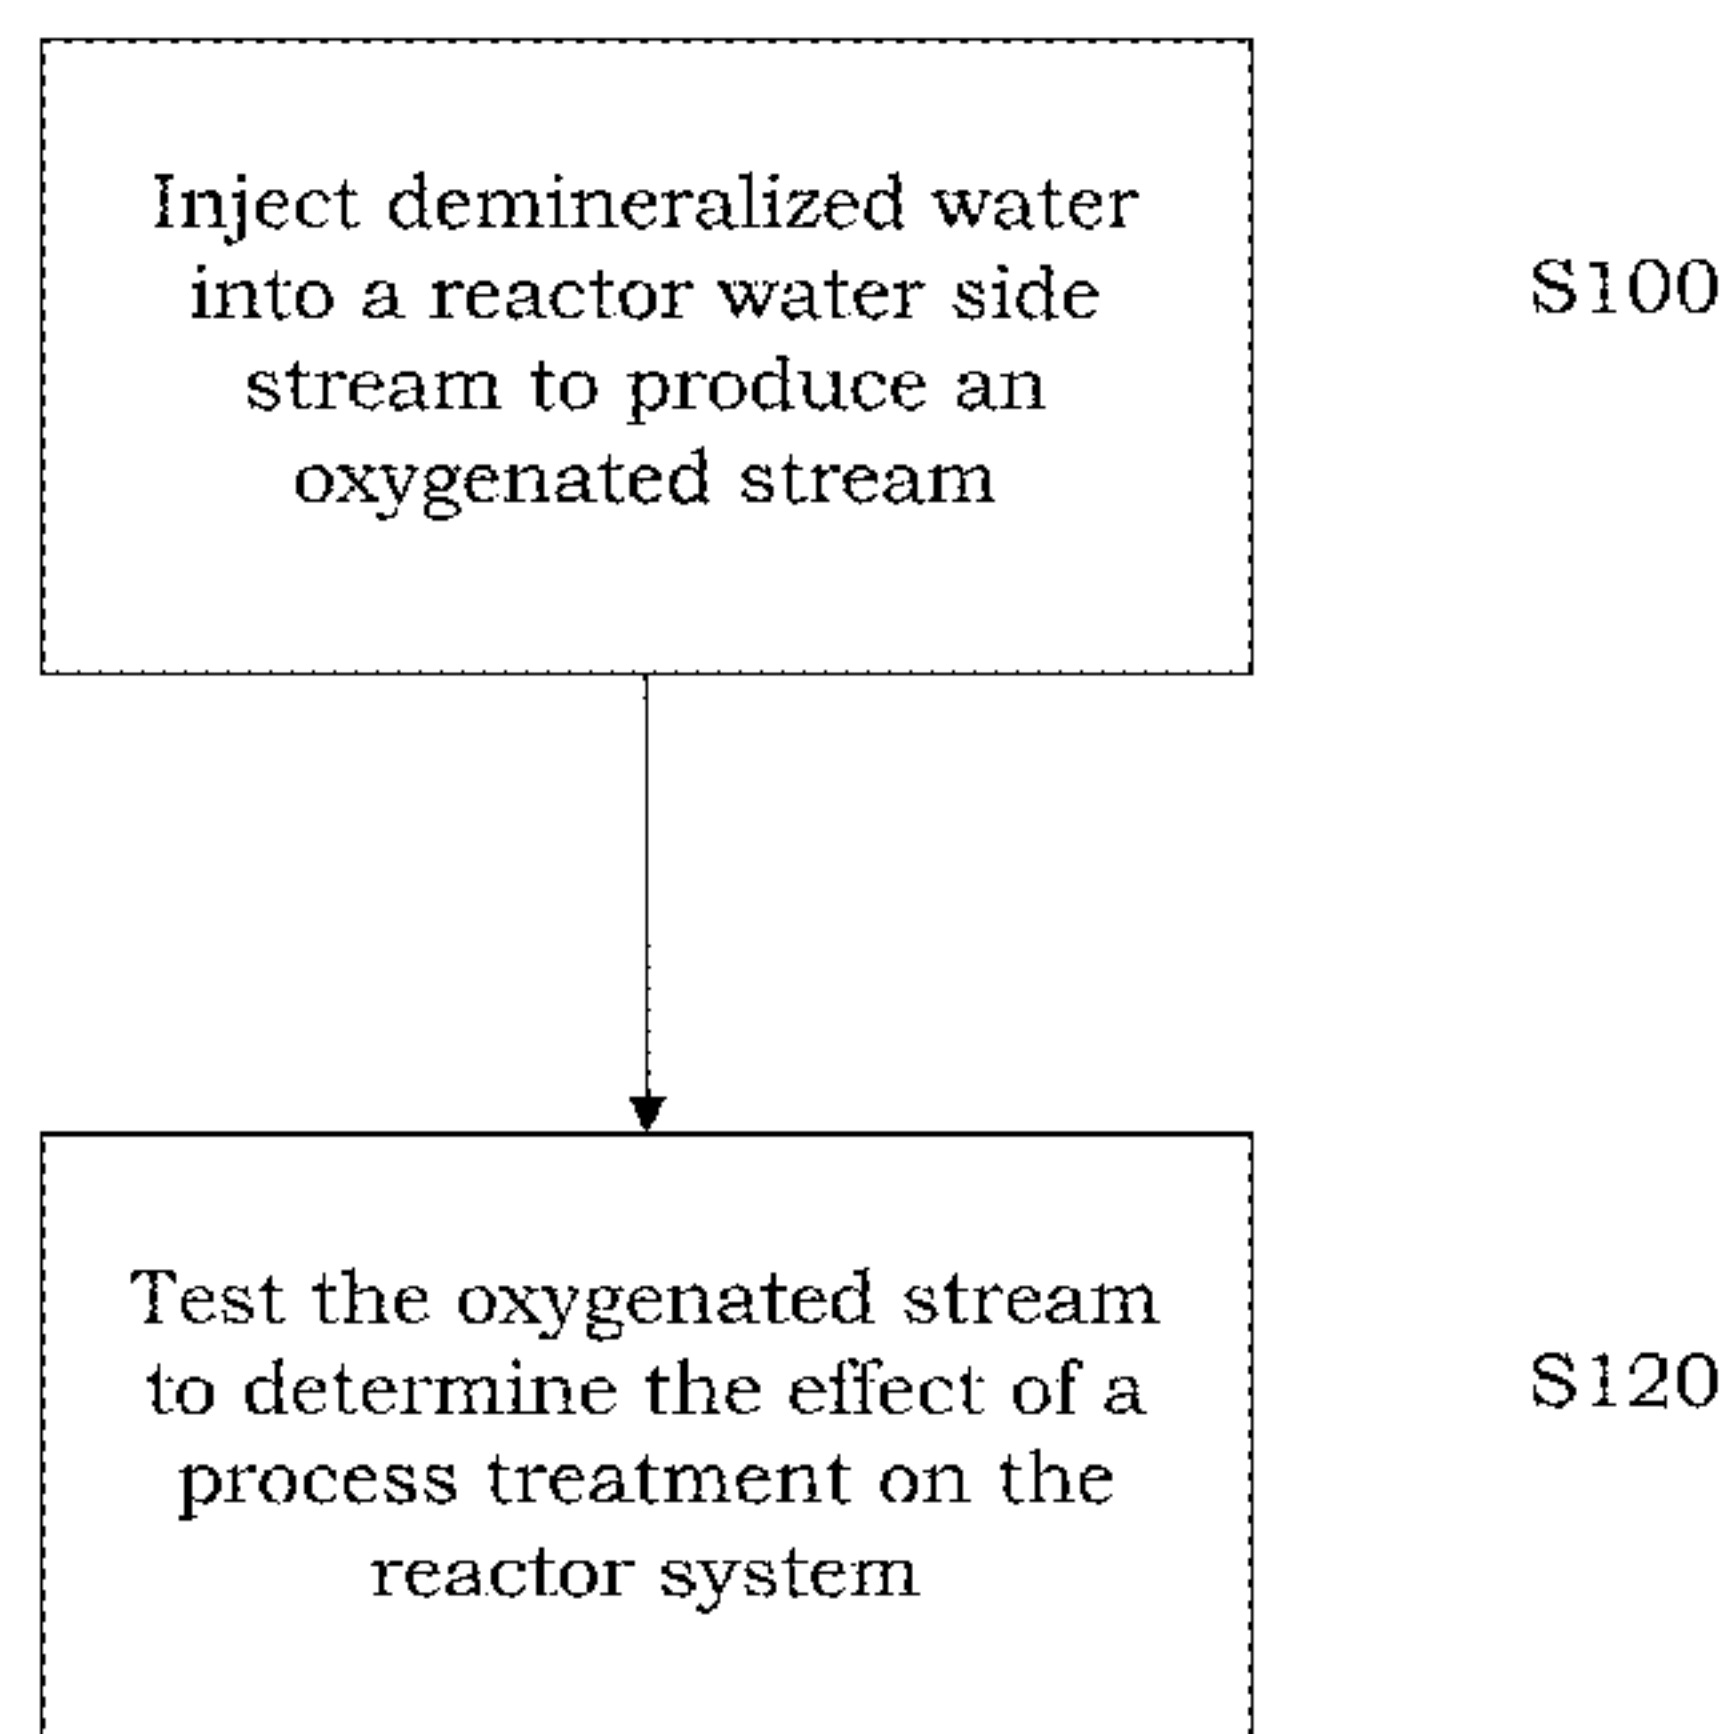 Inject demineralized water
into a reactor water side
stream to produce an
oxygenated stream
S100
Test the oxygenated stream
to determine the effect of a
process treatment on the
reactor system
S120